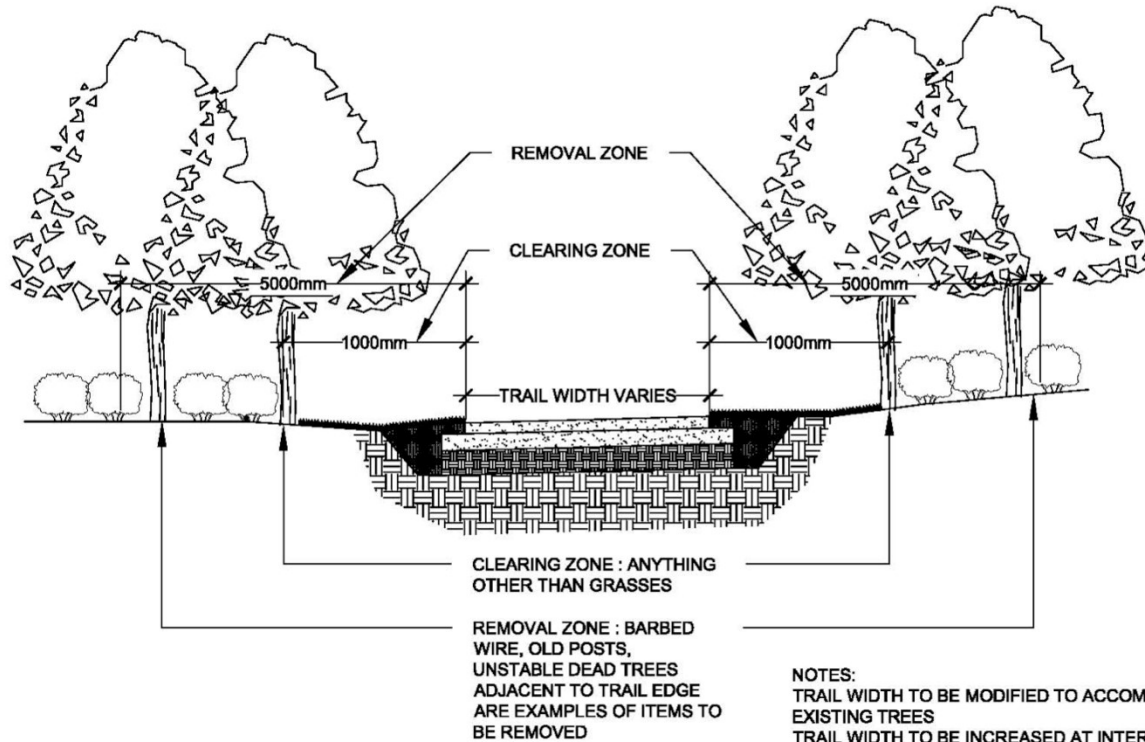 REMOVAL ZONE
CLEARING ZONE
5000mm
5000mm
1000mm
1000mm
TRAIL WIDTH VARIES
CLEARING ZONE : ANYTHING
OTHER THAN GRASSES
REMOVAL ZONE : BARBED
WIRE, OLD POSTS,
UNSTABLE DEAD TREES
ADJACENT TO TRAIL EDGE
ARE EXAMPLES OF ITEMS TO
BE REMOVED
NOTES:
TRAIL WIDTH TO BE MODIFIED TO ACCOM
EXISTING TREES
TRAIL WIDTH TO BE INCREASED AT INTER